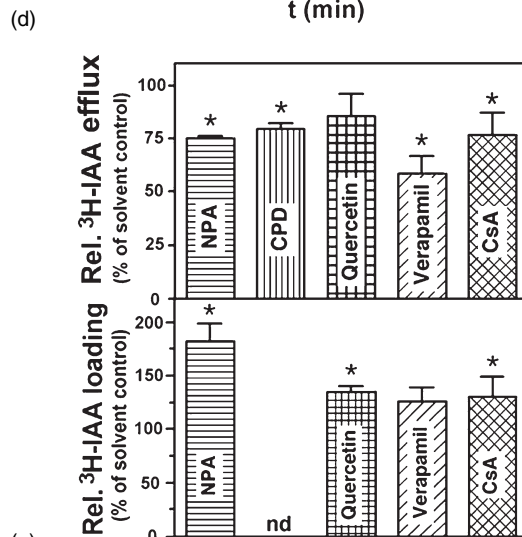 t (min)
(d)
Rel. ³H-IAA efflux
(% of solvent control)
100
75
50
25
0
*
*
*
*
NPA
CPD
Quercetin
Verapamil
CsA
Rel. ³H-IAA loading
(% of solvent control)
200
150
100
50
0
*
*
*
NPA
nd
Quercetin
Verapamil
CsA